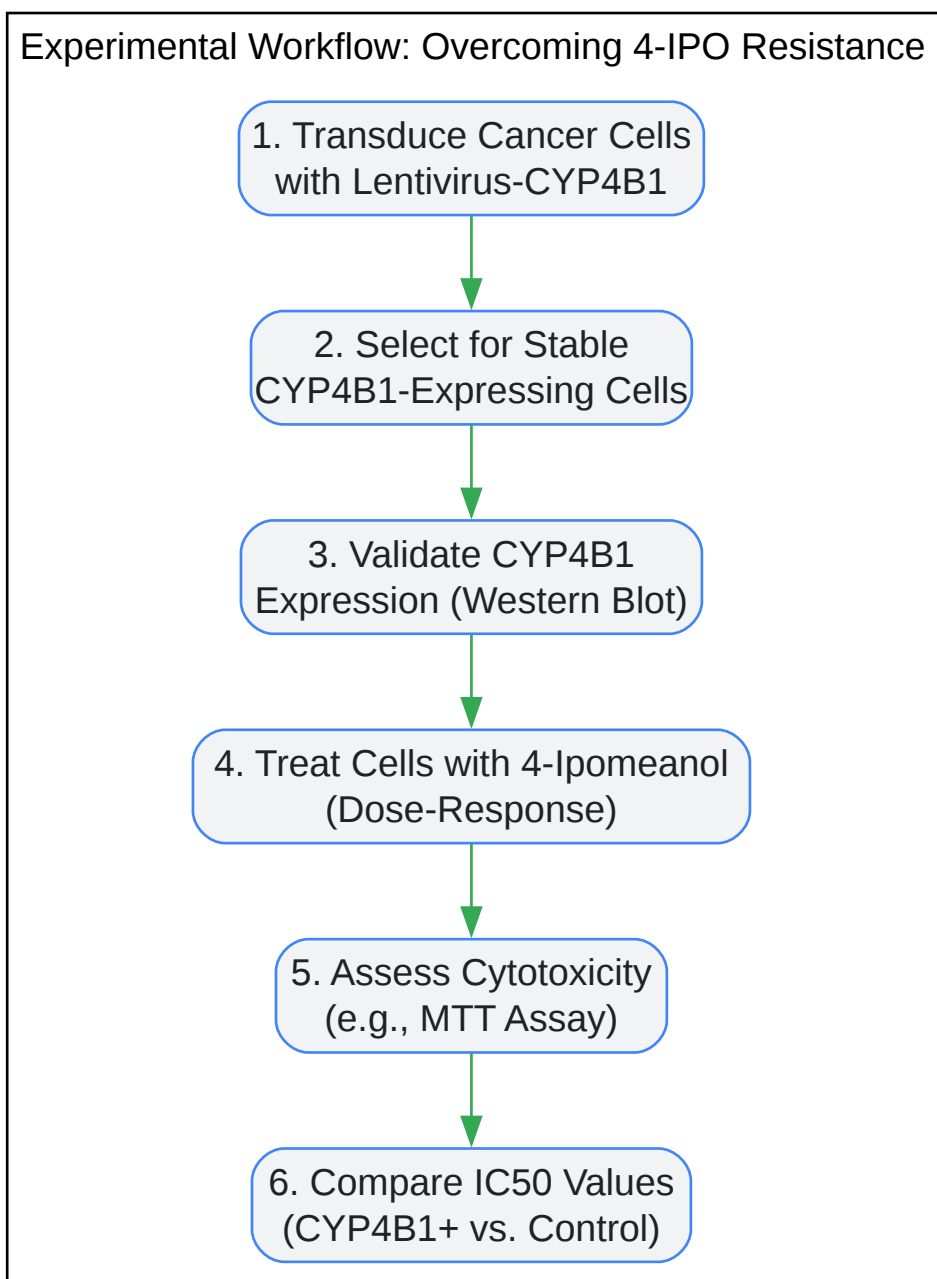 Experimental Workflow: Overcoming 4-IPO Resistance
1. Transduce Cancer Cells
with Lentivirus-CYP4B1
2. Select for Stable
CYP4B1-Expressing Cells
3. Validate CYP4B1
Expression (Western Blot)
4. Treat Cells with 4-Ipomeanol
(Dose-Response)
5. Assess Cytotoxicity
(e.g., MTT Assay)
6. Compare IC50 Values
(CYP4B1+ vs. Control)